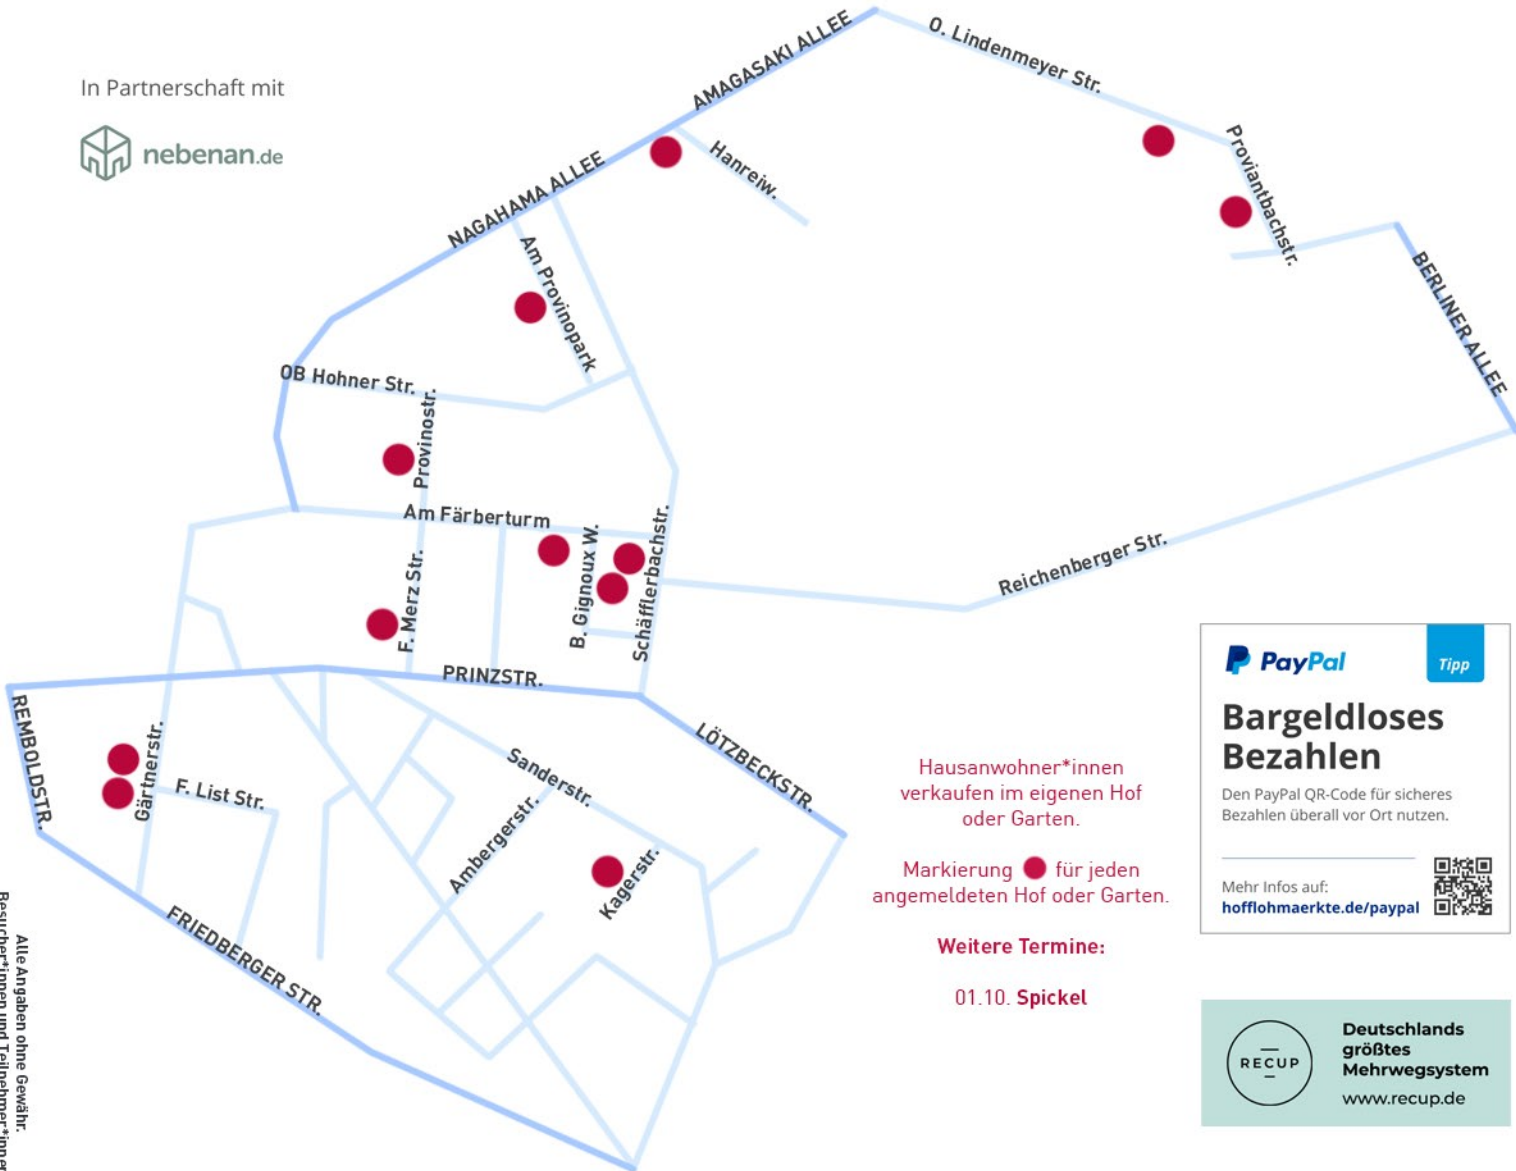 In Partnerschaft mit
nebenan.de
AMAGASAKI ALLEE
O. Lindenmeyer Str.
Hanreiw.
Proviantbachstr.
NAGAHAMA ALLEE
Am Provinopark
BERLINER ALLEE
OB Hohner Str.
Provinostr.
Am Färberturm
F. Merz Str.
B. Gignoux W.
Schäfflerbachstr.
Reichenberger Str.
PRINZSTR.
REMBOLDSTR.
Gärtnerstr.
F. List Str.
LÖTZBECKSTR.
Sanderstr.
Ambergerstr.
Kagerstr.
FRIEDBERGER STR.
Hausanwohner*innen
verkaufen im eigenen Hof
oder Garten.
Markierung für jeden
angemeldeten Hof oder Garten.
Weitere Termine:
01.10. Spickel
PayPal
Tipp
Bargeldloses
Bezahlen
Den PayPal QR-Code für sicheres
Bezahlen überall vor Ort nutzen.
Mehr Infos auf:
hofflohmaerkte.de/paypal
RECUP
Deutschlands
größtes
Mehrwegsystem
www.recup.de
Alle Angaben ohne Gewähr.
Besucher*innen und